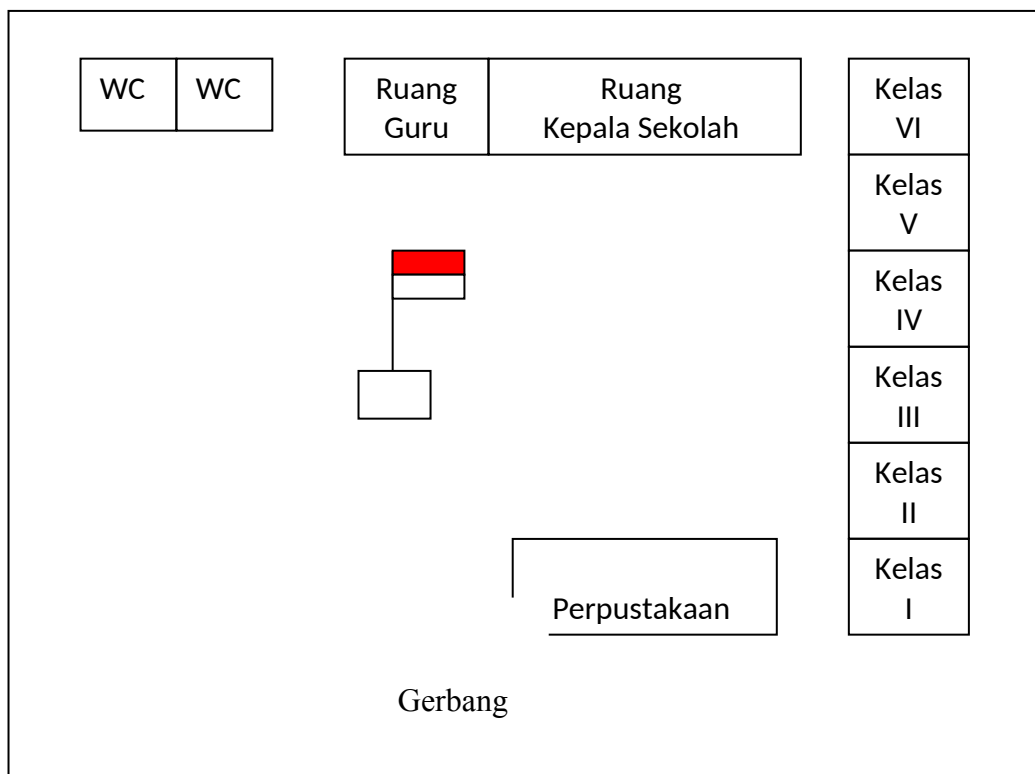 WC
WC
Ruang
Guru
Ruang
Kepala Sekolah
Kelas
VI
Kelas
V
Kelas
IV
Kelas
III
Kelas
II
Kelas
I
Perpustakaan
Gerbang